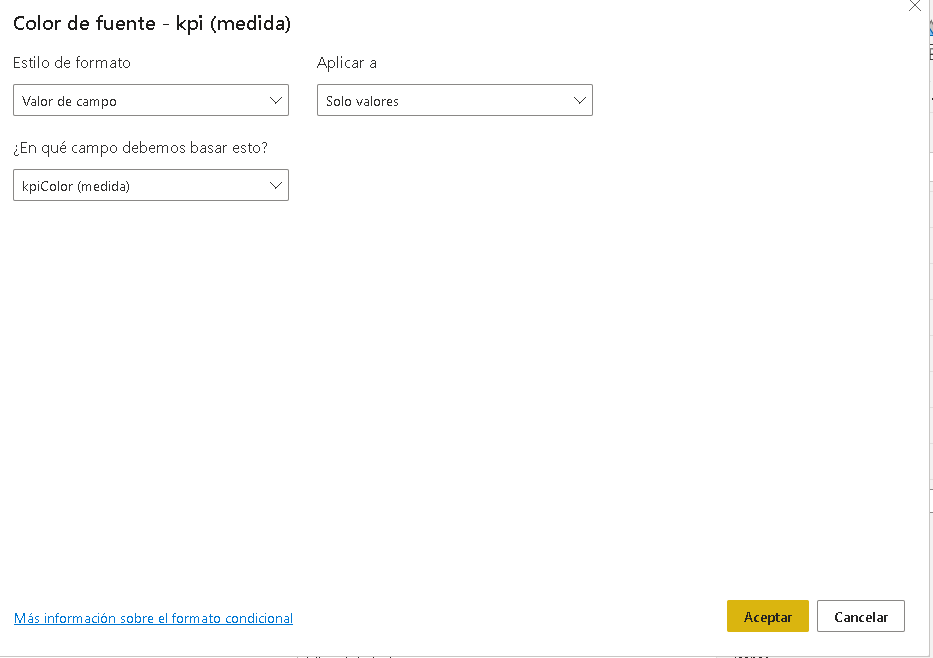 Color de fuente - kpi (medida)
Estilo de formato
Aplicar a
Valor de campo
Solo valores
¿En qué campo debemos basar esto?
kpiColor (medida)
Más información sobre el formato condicional
Aceptar
Cancelar